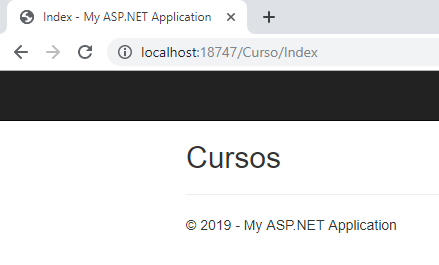 Index - My ASP.NET Application
localhost:18747/Curso/Index
Cursos
© 2019 - My ASP.NET Application